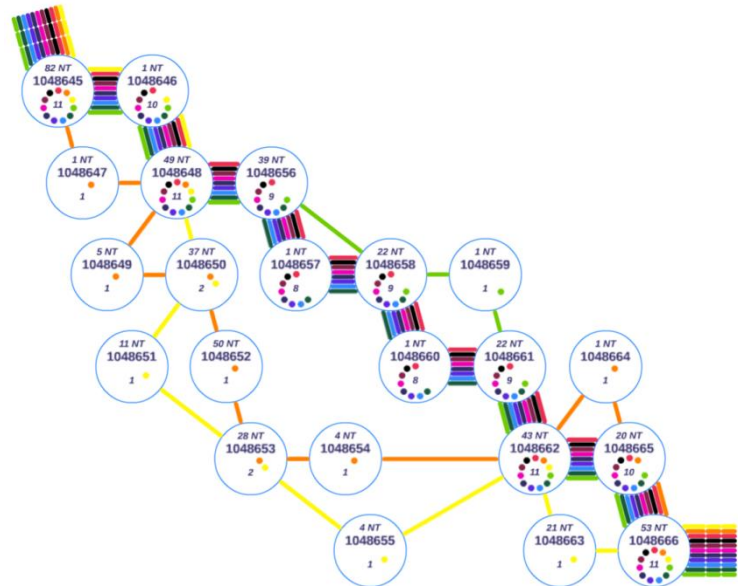 82 NT
1048645
11
1 NT
1048646
10
1 NT
1048647
1
49 NT
1048648
11
39 NT
1048656
9
5 NT
1048649
1
37 NT
1048650
2
1 NT
1048657
8
22 NT
1048658
9
1 NT
1048659
1
11 NT
1048651
1
50 NT
1048652
1
1 NT
1048660
8
22 NT
1048661
9
1 NT
1048664
1
28 NT
1048653
2
4 NT
1048654
1
43 NT
1048662
11
20 NT
1048665
10
4 NT
1048655
1
21 NT
1048663
1
53 NT
1048666
11